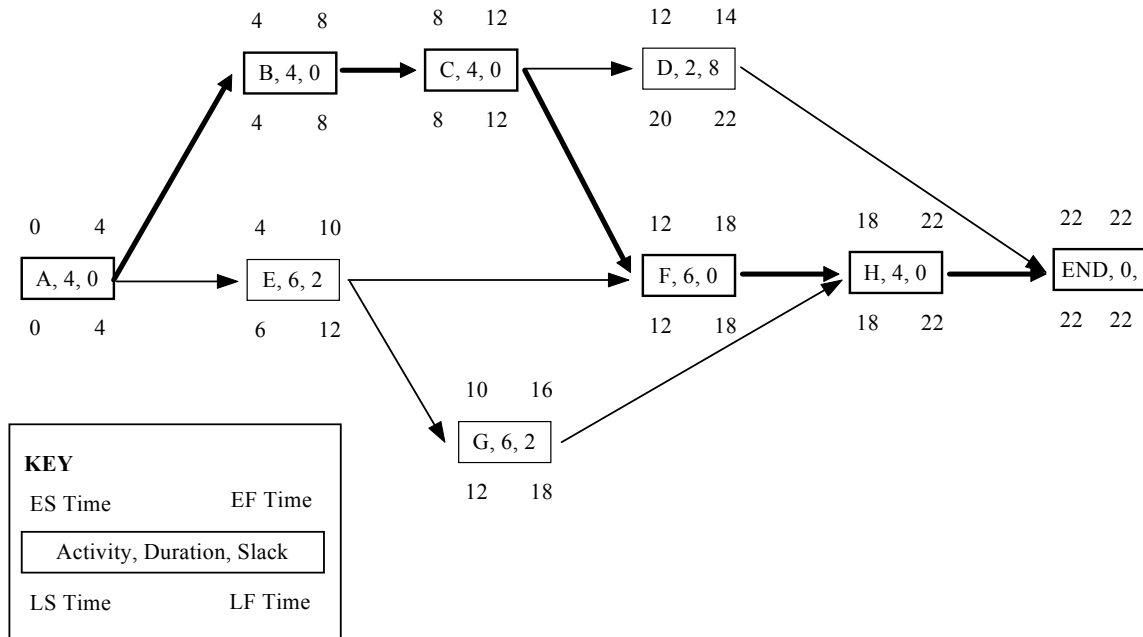 4 8
8 12
12 14
B, 4, 0
C, 4, 0
D, 2, 8
4 8
8 12
20 22
0 4
4 10
12 18
18 22
22 22
A, 4, 0
E, 6, 2
F, 6, 0
H, 4, 0
END, 0,
0 4
6 12
12 18
18 22
22 22
10 16
G, 6, 2
12 18
KEY
ES Time EF Time
Activity, Duration, Slack
LS Time LF Time